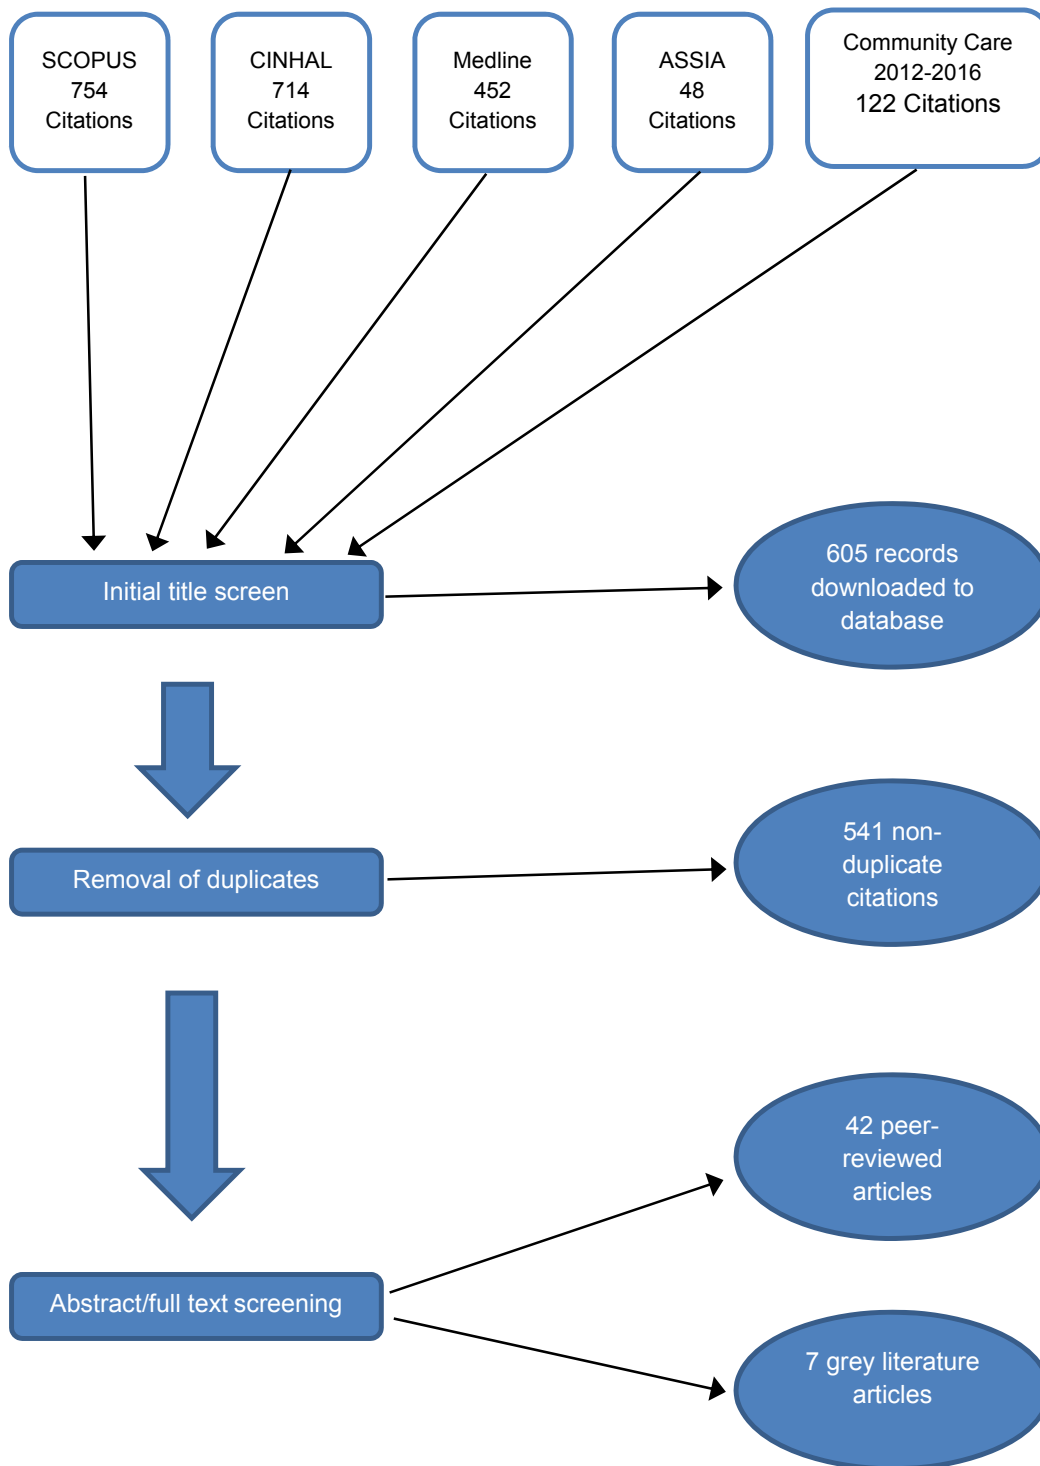 SCOPUS
754
Citations
CINHAL
714
Citations
Medline
452
Citations
ASSIA
48
Citations
Community Care
2012-2016
122 Citations
Initial title screen
605 records
downloaded to
database
Removal of duplicates
541 non-
duplicate
citations
42 peer-
reviewed
articles
Abstract/full text screening
7 grey literature
articles